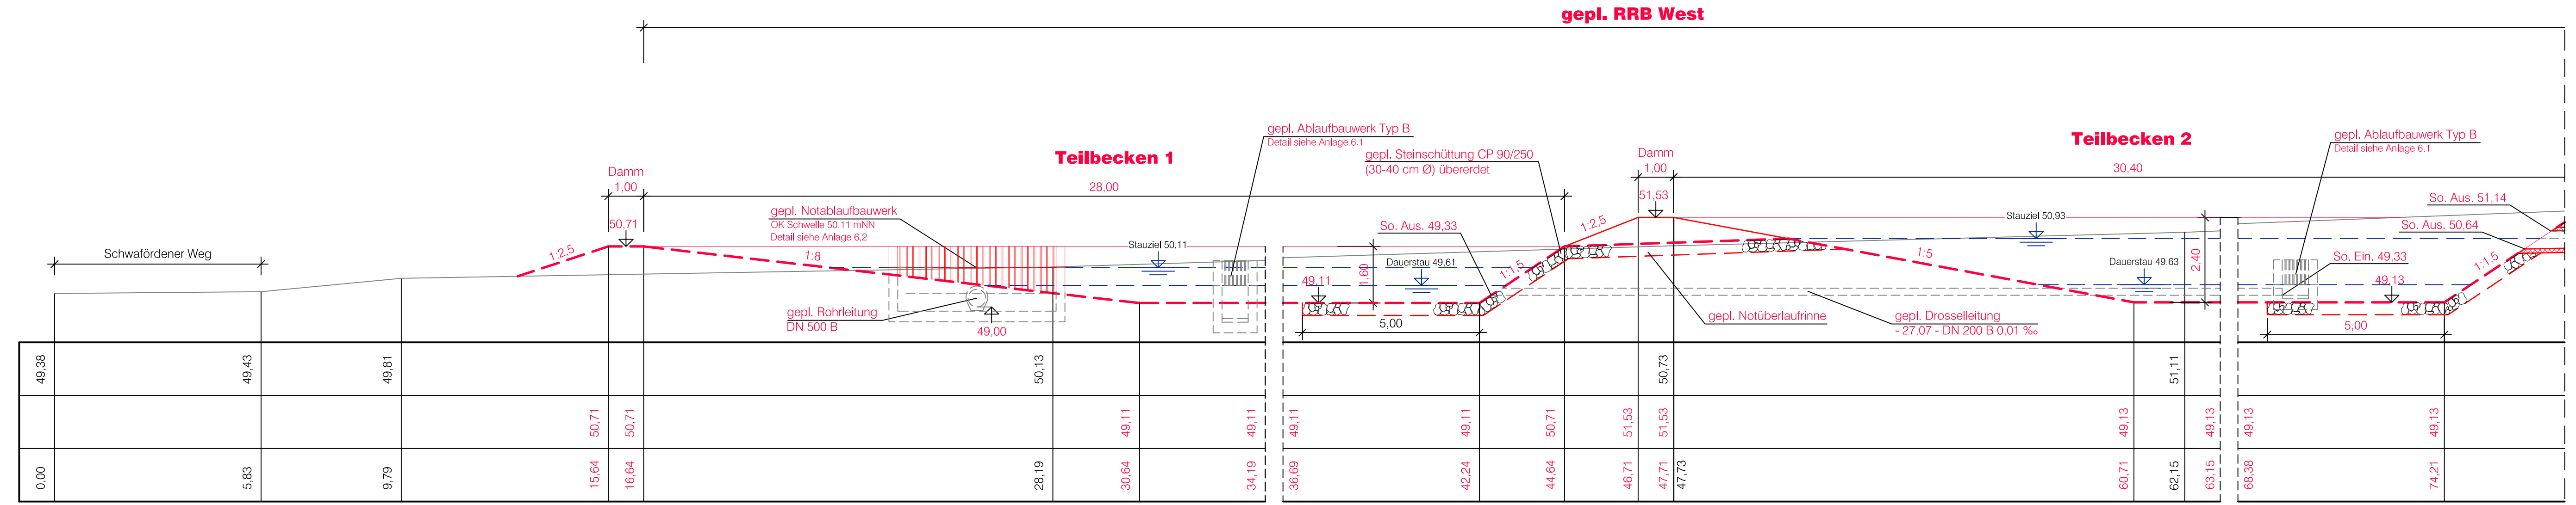 gepl. RRB West
Teilbecken 1
Teilbecken 2
Schwafördener Weg
Damm
1,00
50,71
1:2,5
28,00
1:8
gepl. Notablaufbauwerk
OK Schwelle 50,11 mNN
Detail siehe Anlage 6.2
gepl. Rohrleitung
DN 500 B
49,00
Stauziel 50,11
gepl. Ablaufbauwerk Typ B
Detail siehe Anlage 6.1
gepl. Steinschüttung CP 90/250
(30-40 cm Ø) übererdet
So. Aus. 49,33
Dauerstau 49,61
1,60
49,11
5,00
1:1,5
1:2,5
Damm
1,00
51,53
gepl. Notüberlaufrinne
gepl. Drosselleitung
- 27,07 - DN 200 B 0,01 ‰
30,40
1:5
Stauziel 50,93
Dauerstau 49,63
2,40
gepl. Ablaufbauwerk Typ B
Detail siehe Anlage 6.1
So. Aus. 51,14
So. Aus. 50,64
So. Ein. 49,33
49,13
1:1,5
5,00
49,38 49,43 49,81 50,13 50,73 51,11
50,71 50,71 49,11 49,11 49,11 49,11 50,71 51,53 51,53 49,13 49,13 49,13 49,13
0,00 5,83 9,79 15,64 16,64 28,19 30,64 34,19 36,69 42,24 44,64 46,71 47,71 47,73 60,71 62,15 63,15 68,38 74,21